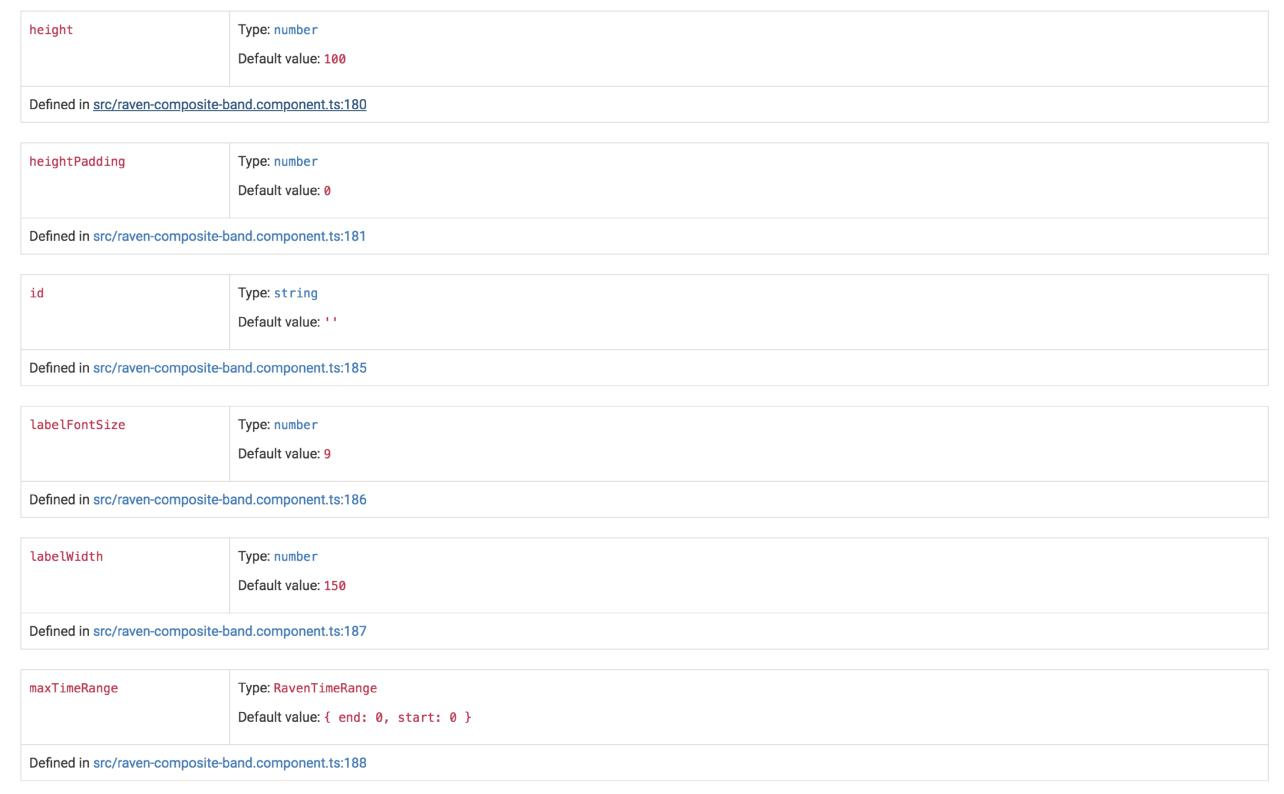 height
Type: number
Default value: 100
Defined in src/raven-composite-band.component.ts:180
heightPadding
Type: number
Default value: 0
Defined in src/raven-composite-band.component.ts:181
id
Type: string
Default value: ''
Defined in src/raven-composite-band.component.ts:185
labelFontSize
Type: number
Default value: 9
Defined in src/raven-composite-band.component.ts:186
labelWidth
Type: number
Default value: 150
Defined in src/raven-composite-band.component.ts:187
maxTimeRange
Type: RavenTimeRange
Default value: { end: 0, start: 0 }
Defined in src/raven-composite-band.component.ts:188